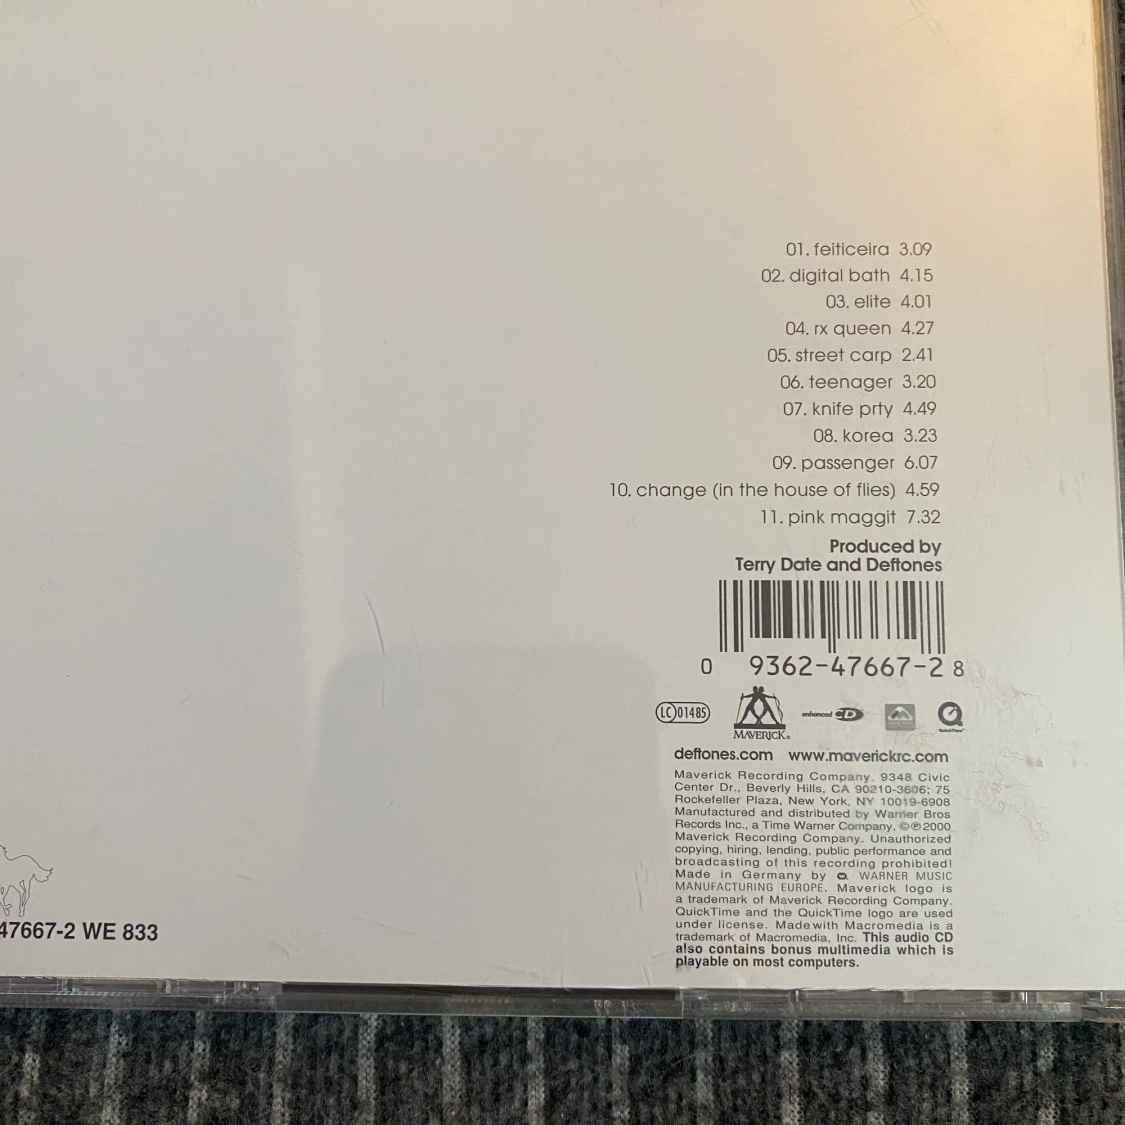 01. feiticeira 3.09
02. digital bath 4.15
03. elite 4.01
04. rx queen 4.27
05. street carp 2.41
06. teenager 3.20
07. knife prty 4.49
08. korea 3.23
09. passenger 6.07
10. change (in the house of flies) 4.59
11. pink maggit 7.32
Produced by
Terry Date and Deftones
0 9362-47667-2 8
LC 01485
MAVERICK®
enhanced CD
QuickTime™
deftones.com www.maverickrc.com
Maverick Recording Company. 9348 Civic
Center Dr., Beverly Hills, CA 90210-3606; 75
Rockefeller Plaza, New York, NY 10019-6908
Manufactured and distributed by Warner Bros
Records Inc., a Time Warner Company. ©℗2000
Maverick Recording Company. Unauthorized
copying, hiring, lending, public performance and
broadcasting of this recording prohibited!
Made in Germany by WARNER MUSIC
MANUFACTURING EUROPE. Maverick logo is
a trademark of Maverick Recording Company.
QuickTime and the QuickTime logo are used
under license. Madewith Macromedia is a
trademark of Macromedia, Inc. This audio CD
also contains bonus multimedia which is
playable on most computers.
47667-2 WE 833